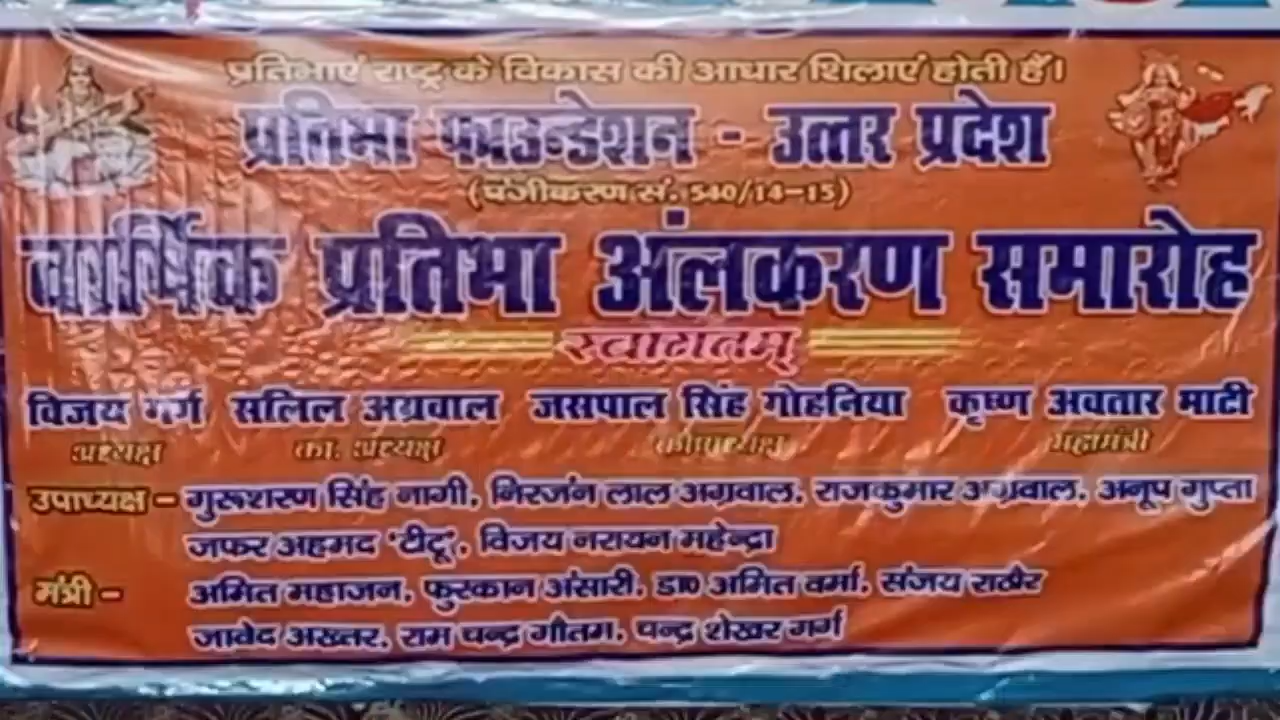 प्रतिभाएं राष्ट्र के विकास की आधार शिलाएं होती हैं।
प्रतिभा फाउन्डेशन - उत्तर प्रदेश
(पंजीकरण सं. 540/14-15)
वार्षिक प्रतिभा अंलकरण समारोह
स्वागतम्
विजय गर्ग सलिल अग्रवाल जसपाल सिंह गोहनिया कृष्ण अवतार माटी
अध्यक्ष का. अध्यक्ष कोषाध्यक्ष महामंत्री
उपाध्यक्ष - गुरूशरण सिंह नागी, निरजंन लाल अग्रवाल, राजकुमार अग्रवाल, अनूप गुप्ता
जफर अहमद 'टीटू', विजय नरायन महेन्द्रा
मंत्री - अमित महाजन, फुरकान अंसारी, डा0 अमित वर्मा, संजय राठौर
जावेद अख्तर, राम चन्द्र गौतम, चन्द्र शेखर गर्ग